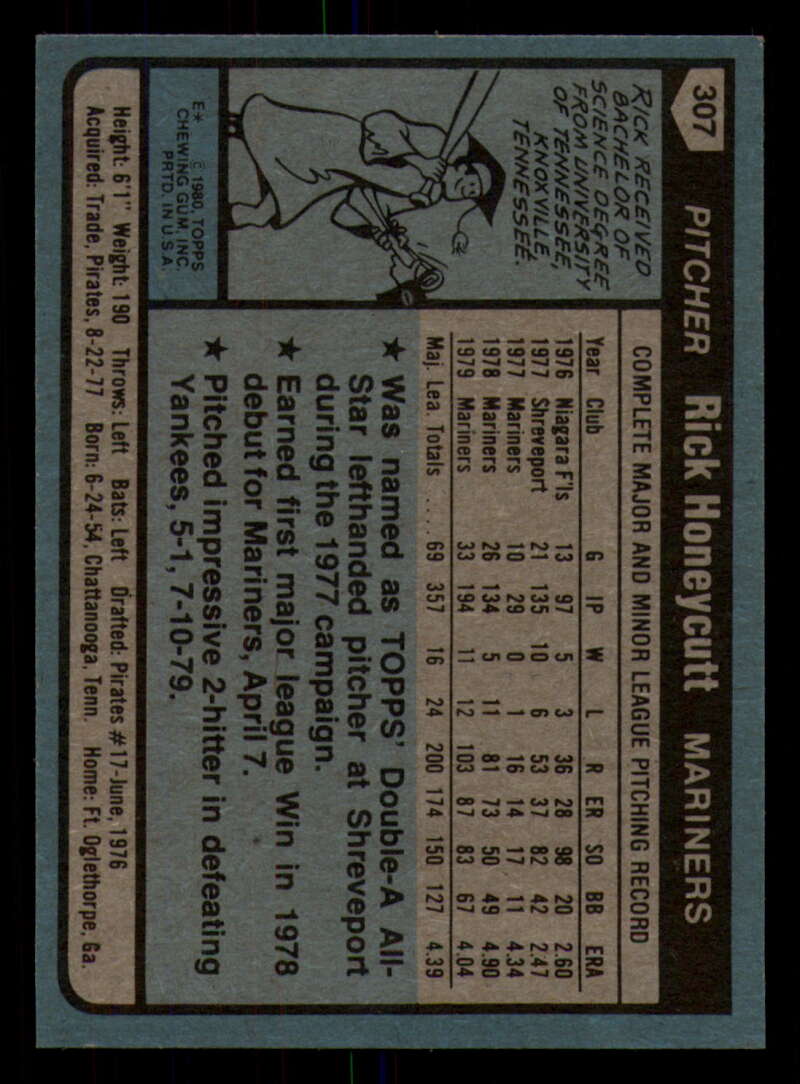 307
PITCHER Rick Honeycutt MARINERS
RICK RECEIVED
BACHELOR OF
SCIENCE DEGREE
FROM UNIVERSITY
OF TENNESSEE,
KNOXVILLE,
TENNESSEE.
E* © 1980, TOPPS
CHEWING GUM, INC.
PRTD. IN U.S.A.
COMPLETE MAJOR AND MINOR LEAGUE PITCHING RECORD
Year Club G IP W L R ER SO BB ERA
1976 Niagara F'ls 13 97 5 3 36 28 98 20 2.60
1977 Shreveport 21 135 10 6 53 37 82 42 2.47
1977 Mariners 10 29 0 1 16 14 17 11 4.34
1978 Mariners 26 134 5 11 81 73 50 49 4.90
1979 Mariners 33 194 11 12 103 87 83 67 4.04
Maj. Lea. Totals ..... 69 357 16 24 200 174 150 127 4.39
★ Was named as TOPPS' Double-A All-
Star lefthanded pitcher at Shreveport
during the 1977 campaign.
★ Earned first major league Win in 1978
debut for Mariners, April 7.
★ Pitched impressive 2-hitter in defeating
Yankees, 5-1, 7-10-79.
Height: 6'1" Weight: 190 Throws: Left Bats: Left Drafted: Pirates #17-June, 1976
Acquired: Trade, Pirates, 8-22-77 Born: 6-24-54, Chattanooga, Tenn. Home: Ft. Oglethorpe, Ga.